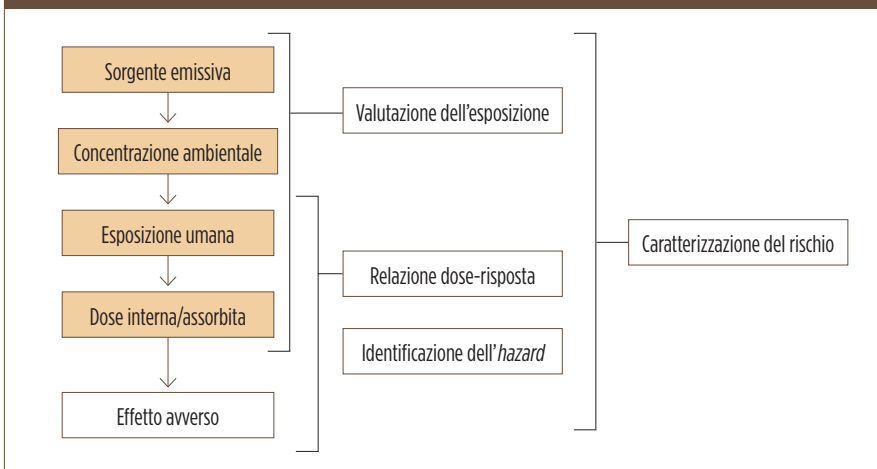 Sorgente emissiva
Concentrazione ambientale
Esposizione umana
Dose interna/assorbita
Effetto avverso
Valutazione dell’esposizione
Relazione dose-risposta
Identificazione dell’hazard
Caratterizzazione del rischio